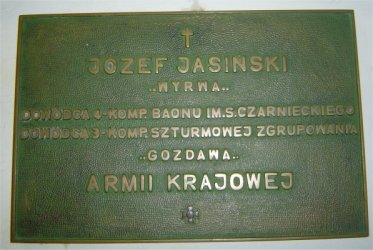 JÓZEF JASIŃSKI
„WYRWA„
DOWÓDCA 4-KOMP. BAONU IM. S. CZARNIECKIEGO
DOWÓDCA 3-KOMP. SZTURMOWEJ ZGRUPOWANIA
„GOZDAWA„
ARMII KRAJOWEJ